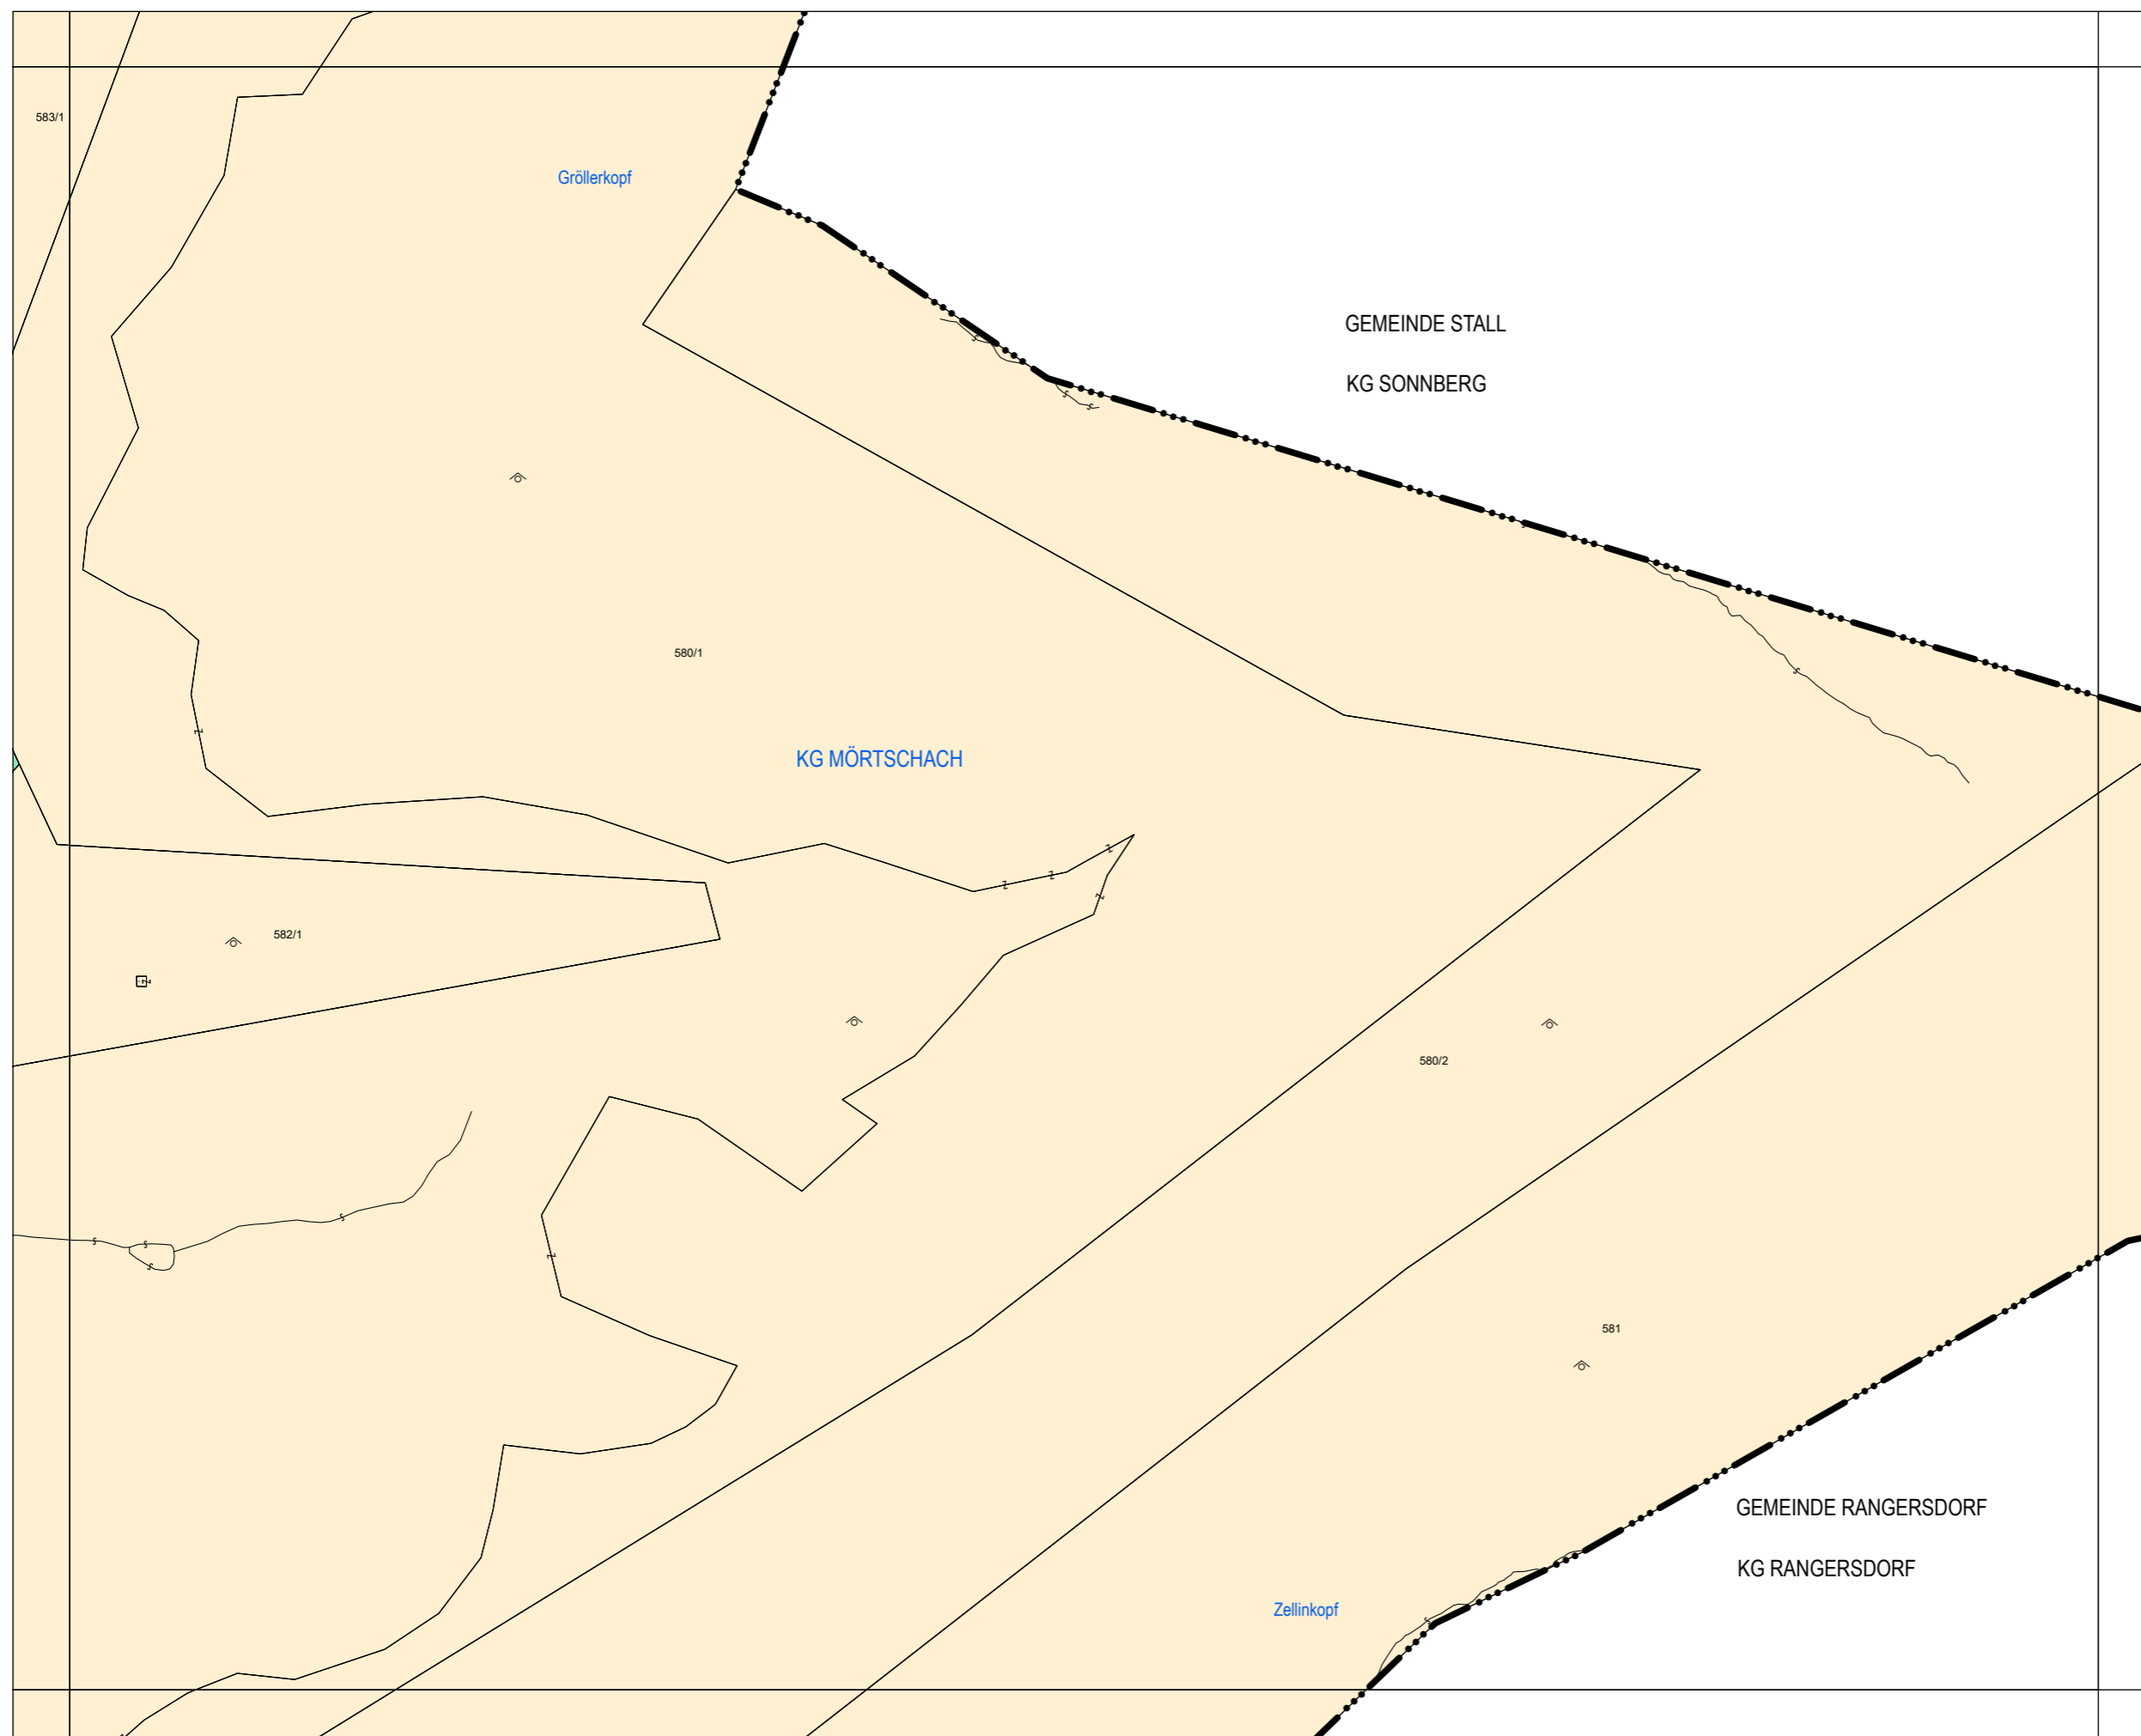 583/1
Gröllerkopf
GEMEINDE STALL
KG SONNBERG
580/1
KG MÖRTSCHACH
582/1
580/2
581
GEMEINDE RANGERSDORF
KG RANGERSDORF
Zellinkopf